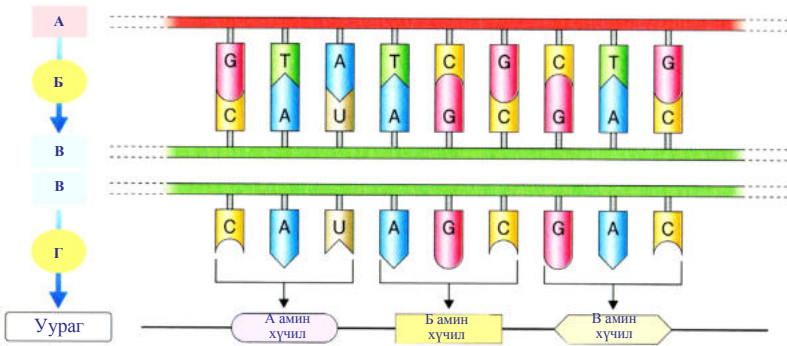 А
G T A T C G C T G
Б
C A U A G C G A C
В
В
C A U A G C G A C
Г
Уураг
А амин
хүчил
Б амин
хүчил
В амин
хүчил